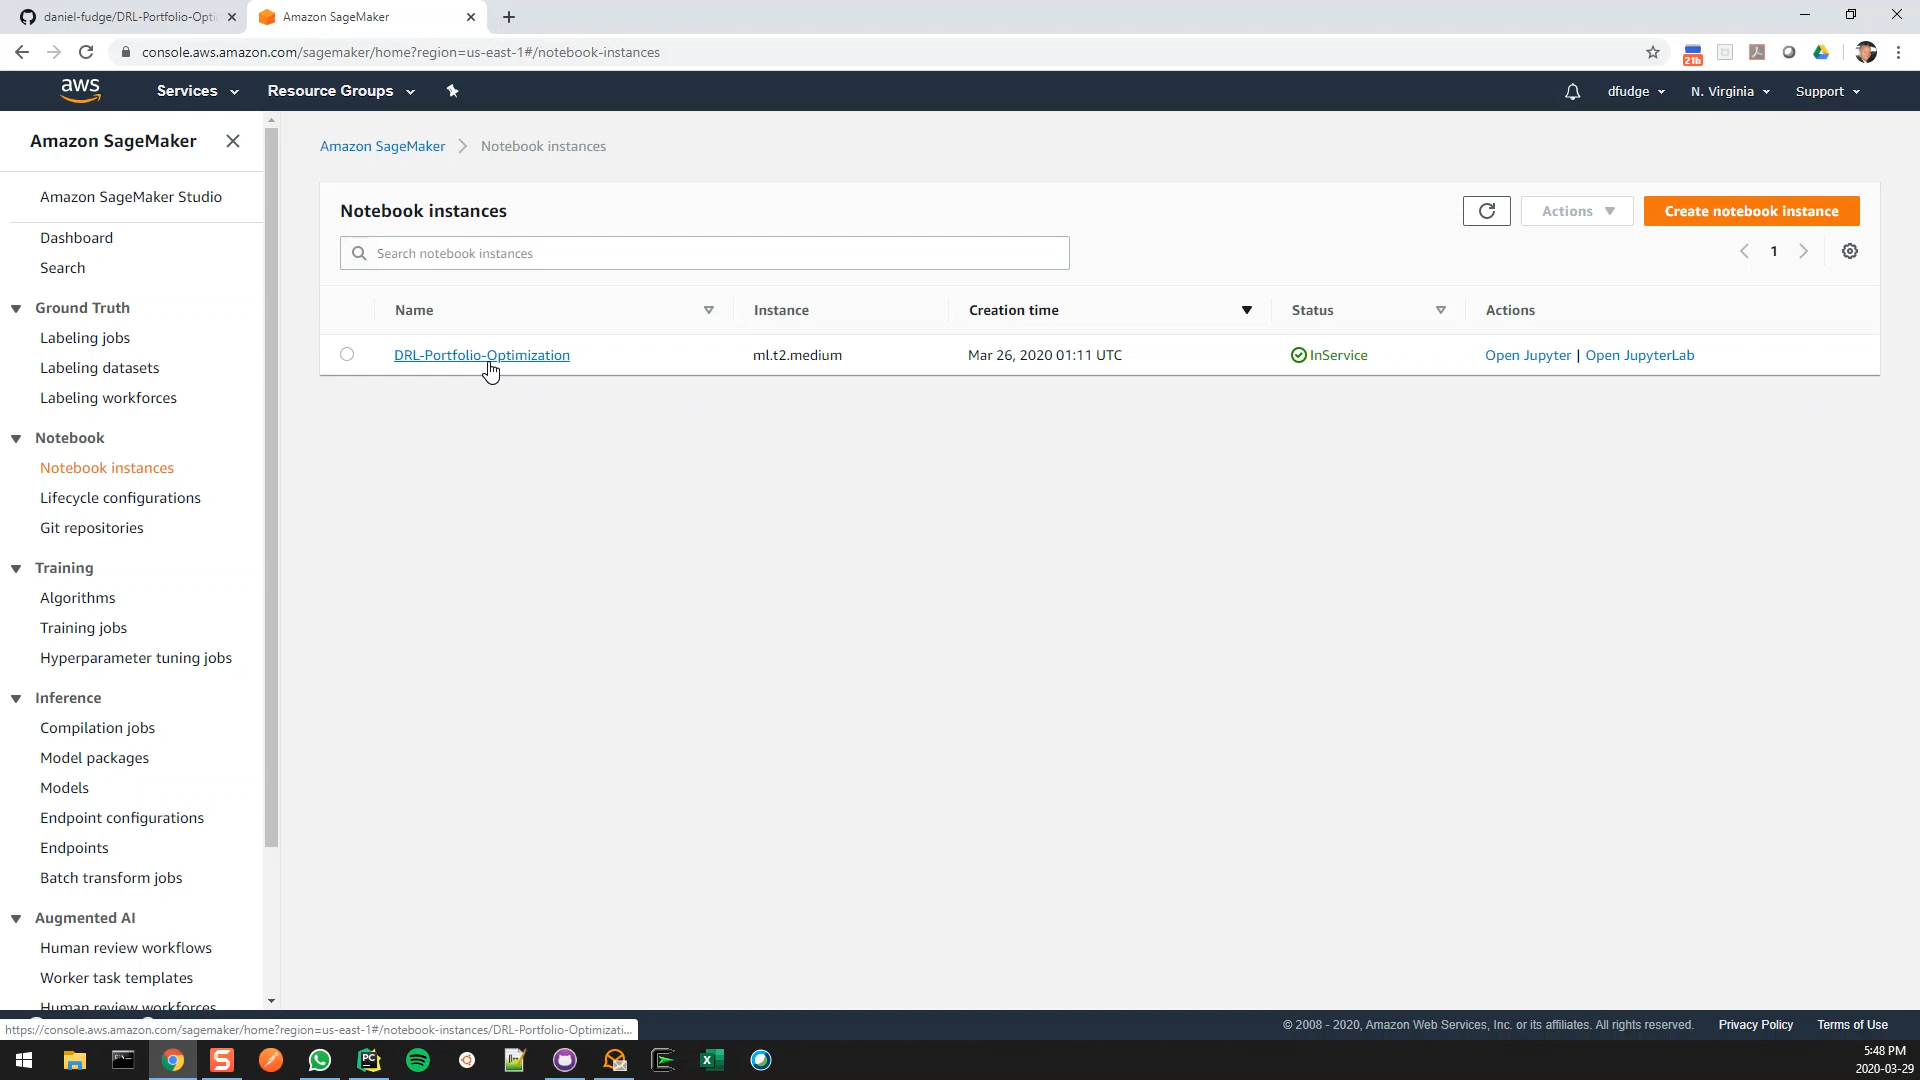 daniel-fudge/DRL-Portfolio-Opti
Amazon SageMaker
console.aws.amazon.com/sagemaker/home?region=us-east-1#/notebook-instances
21h
aws
Services
Resource Groups
dfudge
N. Virginia
Support
Amazon SageMaker
Amazon SageMaker Studio
Dashboard
Search
Ground Truth
Labeling jobs
Labeling datasets
Labeling workforces
Notebook
Notebook instances
Lifecycle configurations
Git repositories
Training
Algorithms
Training jobs
Hyperparameter tuning jobs
Inference
Compilation jobs
Model packages
Models
Endpoint configurations
Endpoints
Batch transform jobs
Augmented AI
Human review workflows
Worker task templates
Human review workforces
Amazon SageMaker
Notebook instances
Notebook instances
Actions
Create notebook instance
Search notebook instances
1
Name Instance Creation time Status Actions
DRL-Portfolio-Optimization ml.t2.medium Mar 26, 2020 01:11 UTC InService Open Jupyter | Open JupyterLab
https://console.aws.amazon.com/sagemaker/home?region=us-east-1#/notebook-instances/DRL-Portfolio-Optimizati...
© 2008 - 2020, Amazon Web Services, Inc. or its affiliates. All rights reserved. Privacy Policy Terms of Use
5:48 PM
2020-03-29